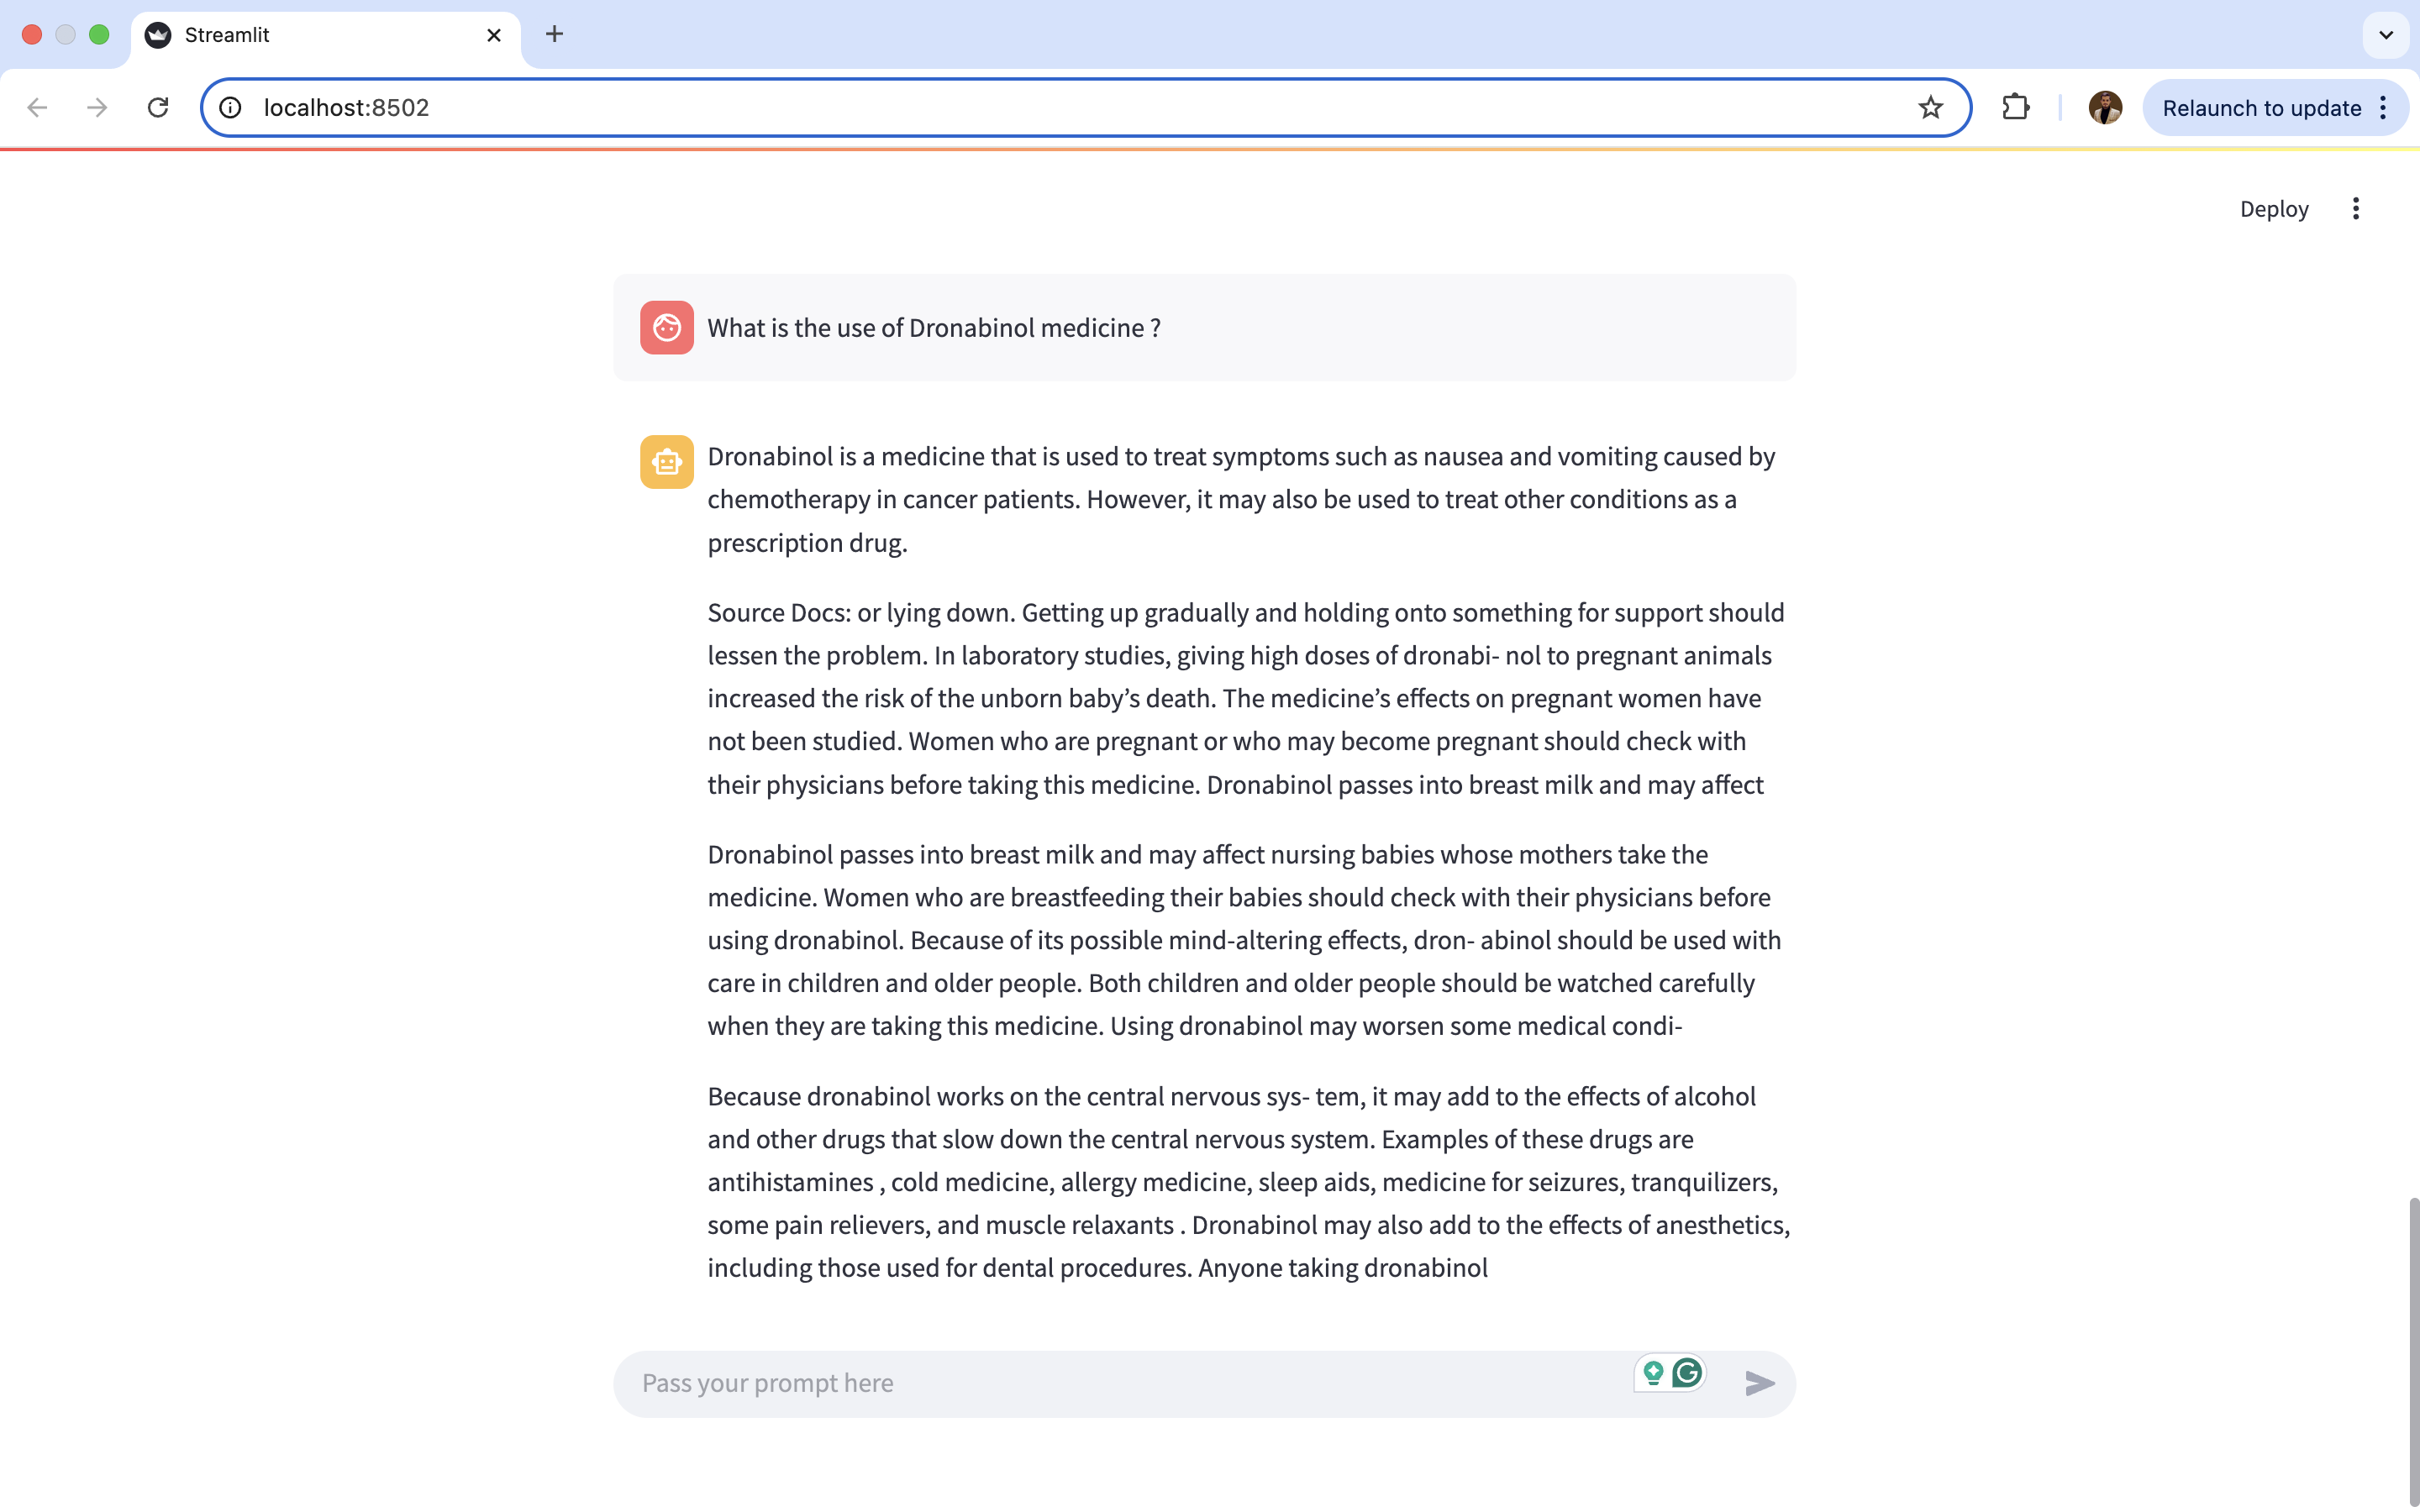 Streamlit
localhost:8502
Relaunch to update
Deploy
What is the use of Dronabinol medicine ?
Dronabinol is a medicine that is used to treat symptoms such as nausea and vomiting caused by
chemotherapy in cancer patients. However, it may also be used to treat other conditions as a
prescription drug.
Source Docs: or lying down. Getting up gradually and holding onto something for support should
lessen the problem. In laboratory studies, giving high doses of dronabi- nol to pregnant animals
increased the risk of the unborn baby’s death. The medicine’s effects on pregnant women have
not been studied. Women who are pregnant or who may become pregnant should check with
their physicians before taking this medicine. Dronabinol passes into breast milk and may affect
Dronabinol passes into breast milk and may affect nursing babies whose mothers take the
medicine. Women who are breastfeeding their babies should check with their physicians before
using dronabinol. Because of its possible mind-altering effects, dron- abinol should be used with
care in children and older people. Both children and older people should be watched carefully
when they are taking this medicine. Using dronabinol may worsen some medical condi-
Because dronabinol works on the central nervous sys- tem, it may add to the effects of alcohol
and other drugs that slow down the central nervous system. Examples of these drugs are
antihistamines , cold medicine, allergy medicine, sleep aids, medicine for seizures, tranquilizers,
some pain relievers, and muscle relaxants . Dronabinol may also add to the effects of anesthetics,
including those used for dental procedures. Anyone taking dronabinol
Pass your prompt here